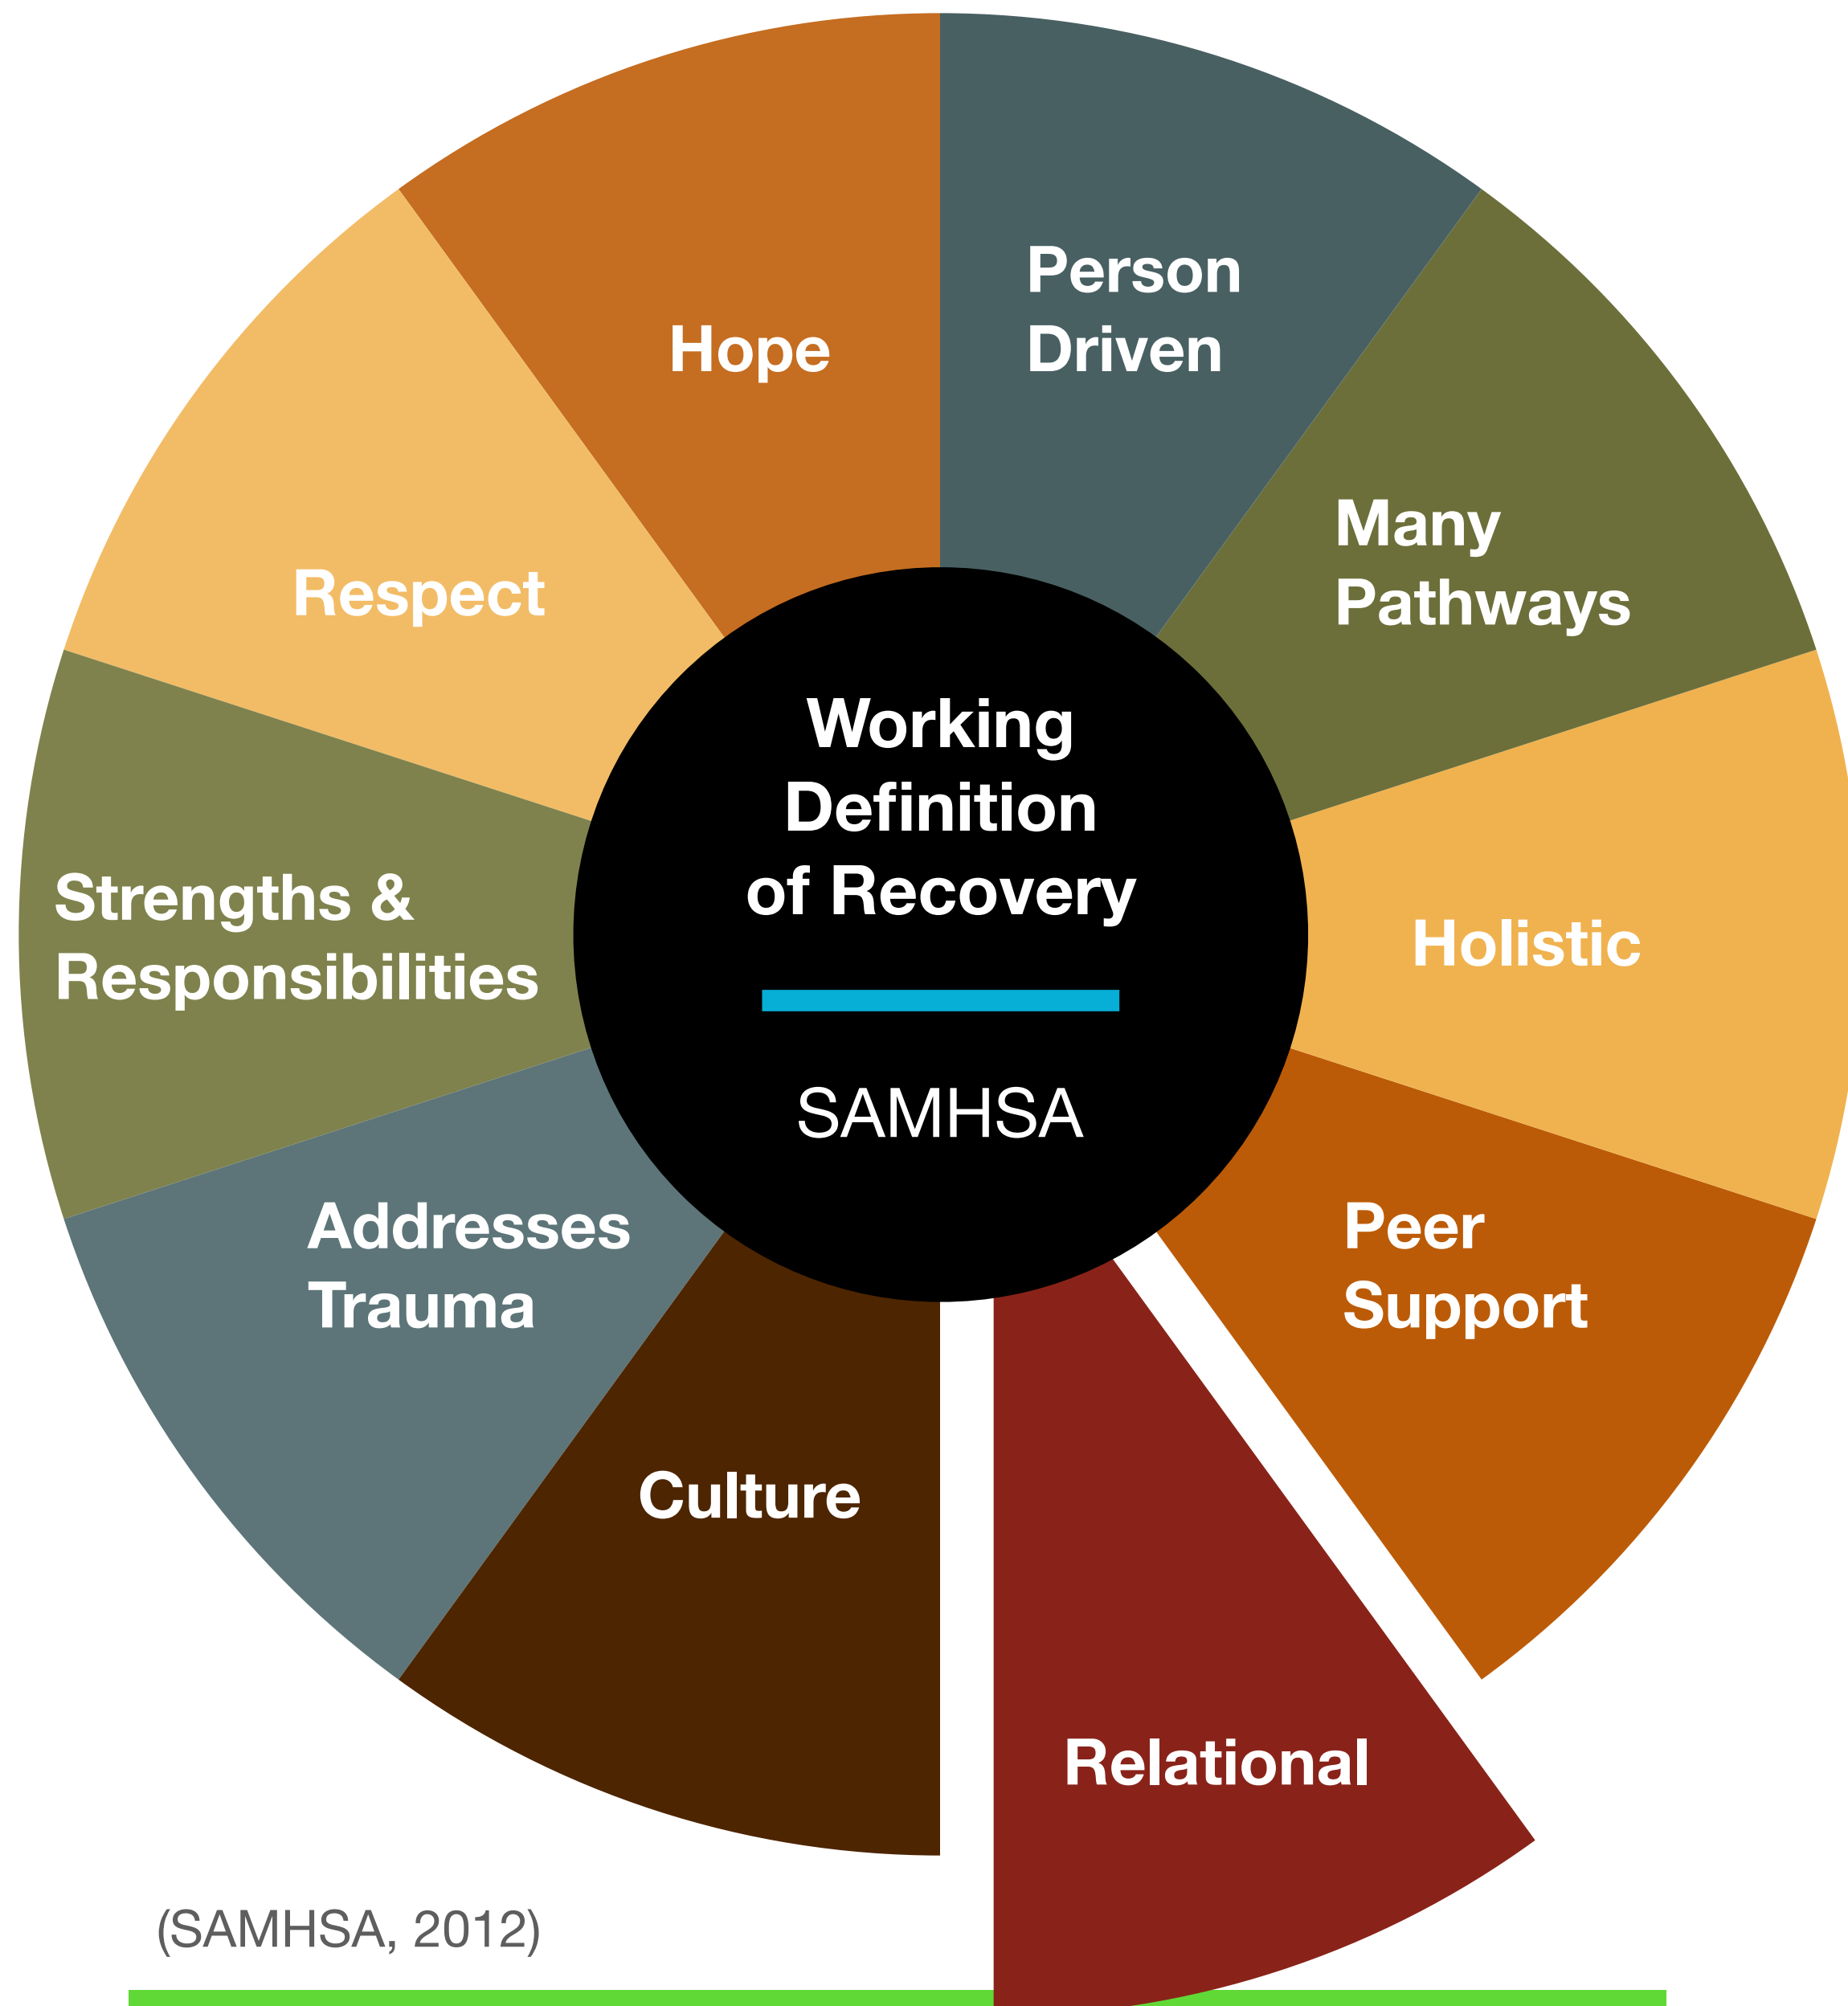 Hope
Person
Driven
Many
Pathways
Respect
Working
Definition
of Recovery
SAMHSA
Strengths &
Responsibilities
Holistic
Addresses
Trauma
Peer
Support
Culture
Relational
(SAMHSA, 2012)